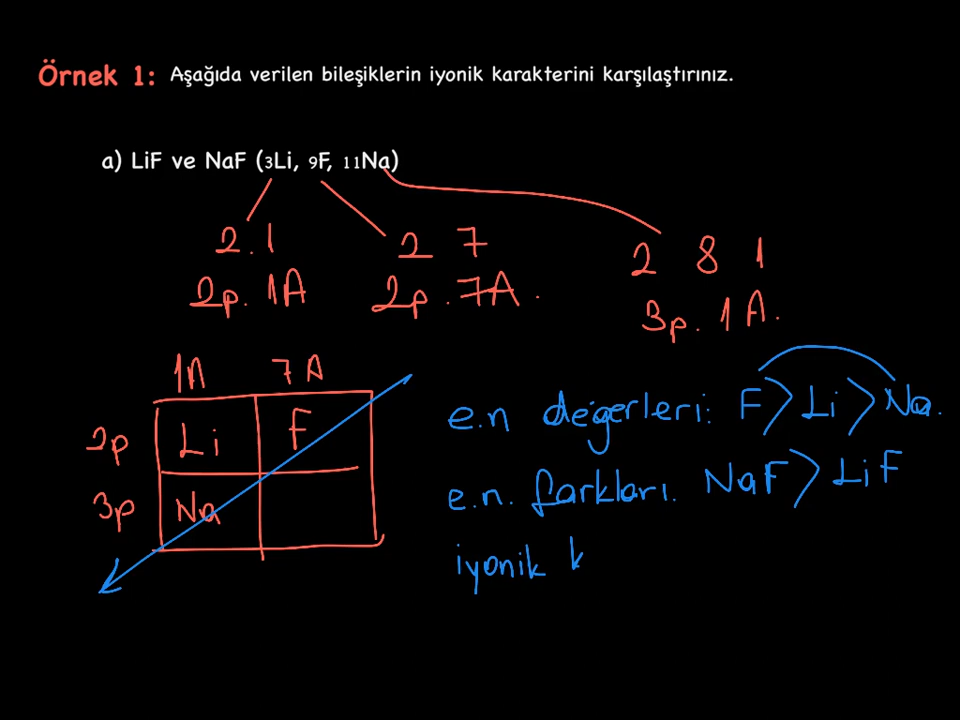 Örnek 1: Aşağıda verilen bileşiklerin iyonik karakterini karşılaştırınız.
a) LiF ve NaF (3Li, 9F, 11Na)
2.1 2 7 2 8 1
2p. 1A 2p. 7A. 3p. 1A.
1A 7A
2p Li F
3p Na
e.n değerleri: F > Li > Na.
e.n. farkları. NaF > LiF
iyonik k